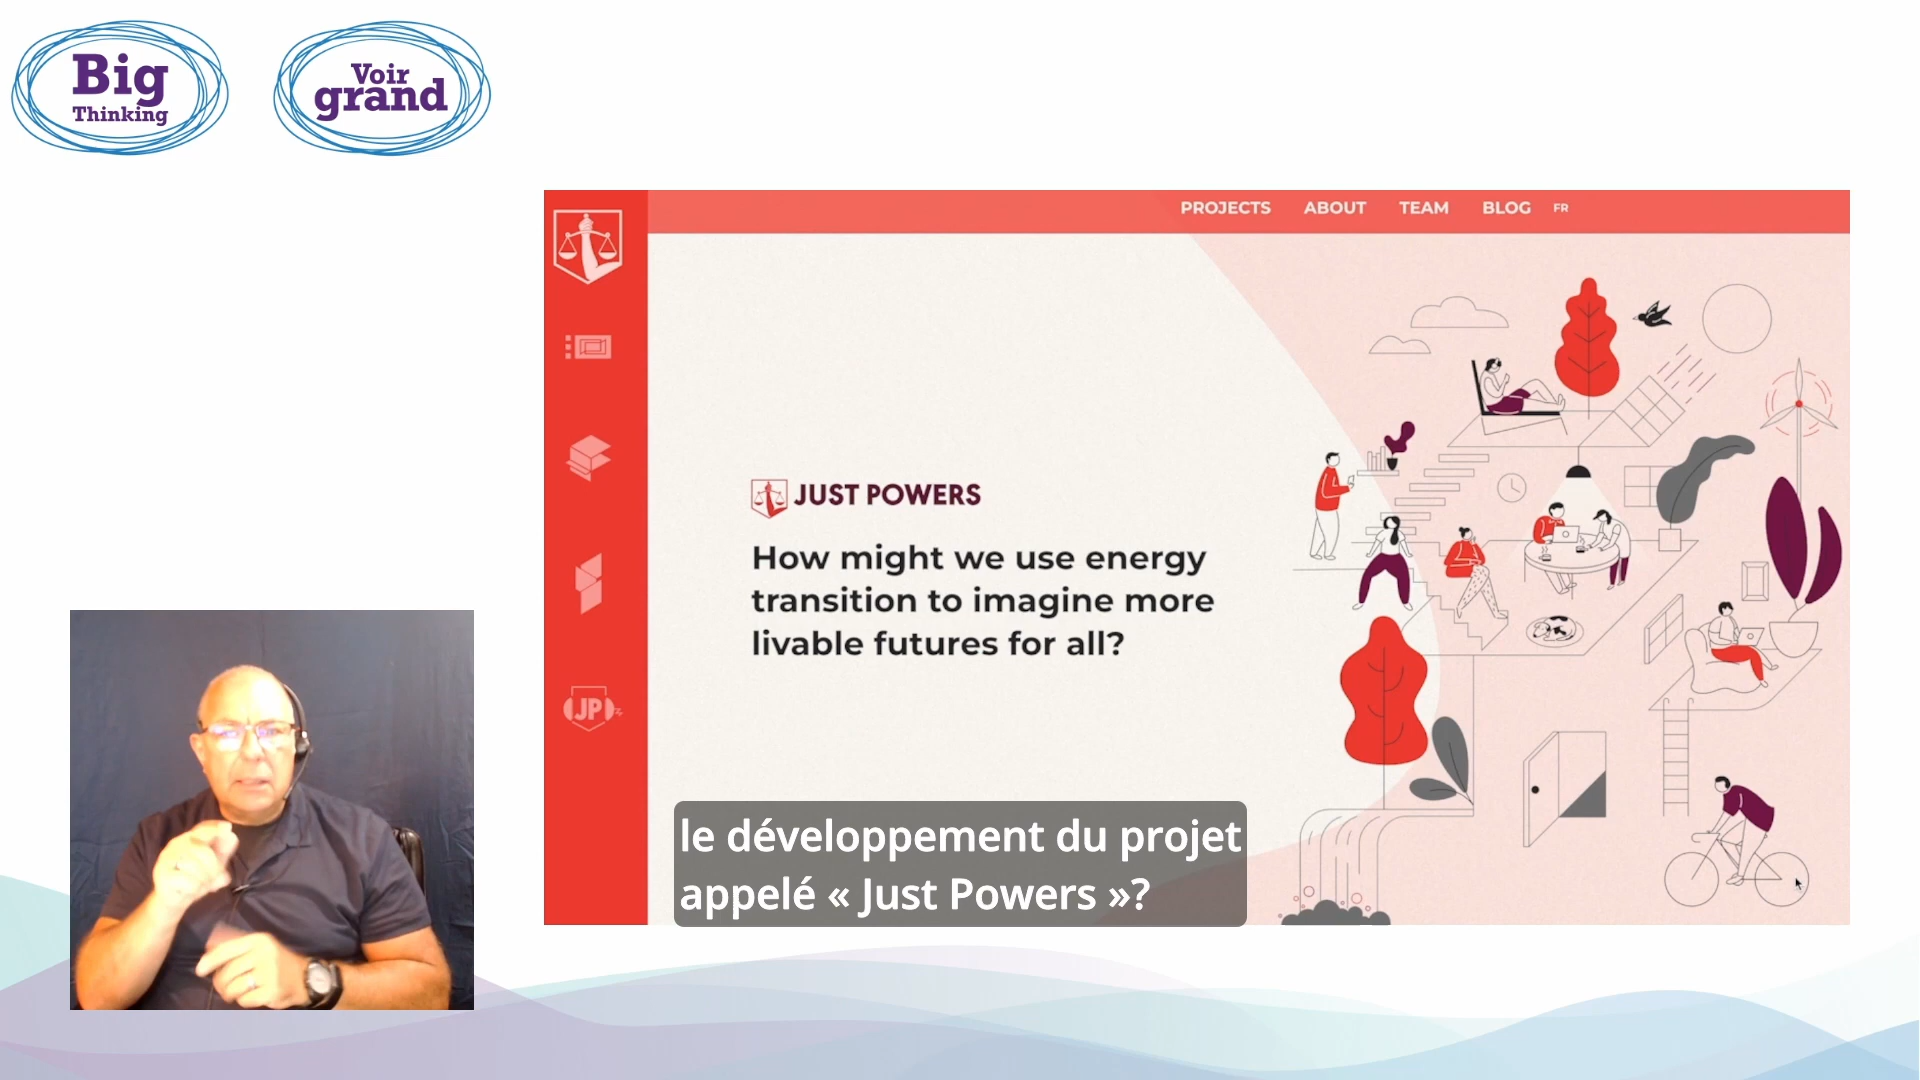 Big
Thinking
Voir
grand
PROJECTS ABOUT TEAM BLOG FR
JUST POWERS
How might we use energy
transition to imagine more
livable futures for all?
JP
le développement du projet
appelé « Just Powers »?